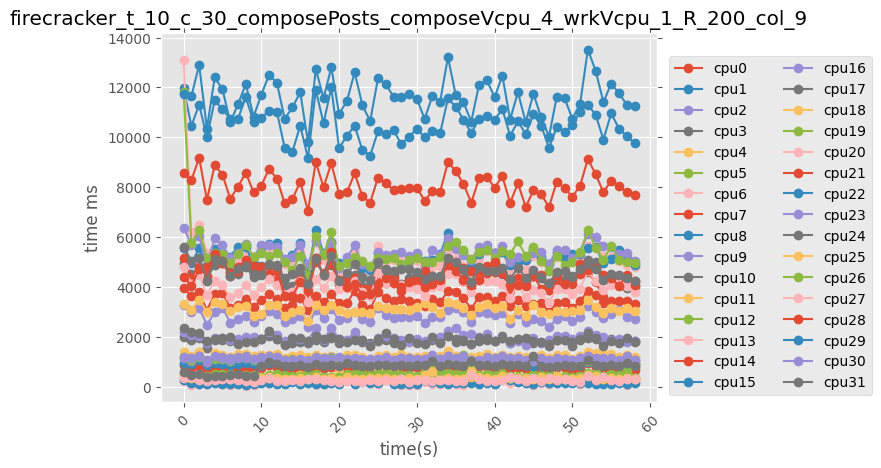 firecracker_t_10_c_30_composePosts_composeVcpu_4_wrkVcpu_1_R_200_col_9
14000
12000
10000
8000
6000
4000
2000
0
time ms
0
10
20
30
40
50
60
time(s)
cpu0
cpu1
cpu2
cpu3
cpu4
cpu5
cpu6
cpu7
cpu8
cpu9
cpu10
cpu11
cpu12
cpu13
cpu14
cpu15
cpu16
cpu17
cpu18
cpu19
cpu20
cpu21
cpu22
cpu23
cpu24
cpu25
cpu26
cpu27
cpu28
cpu29
cpu30
cpu31